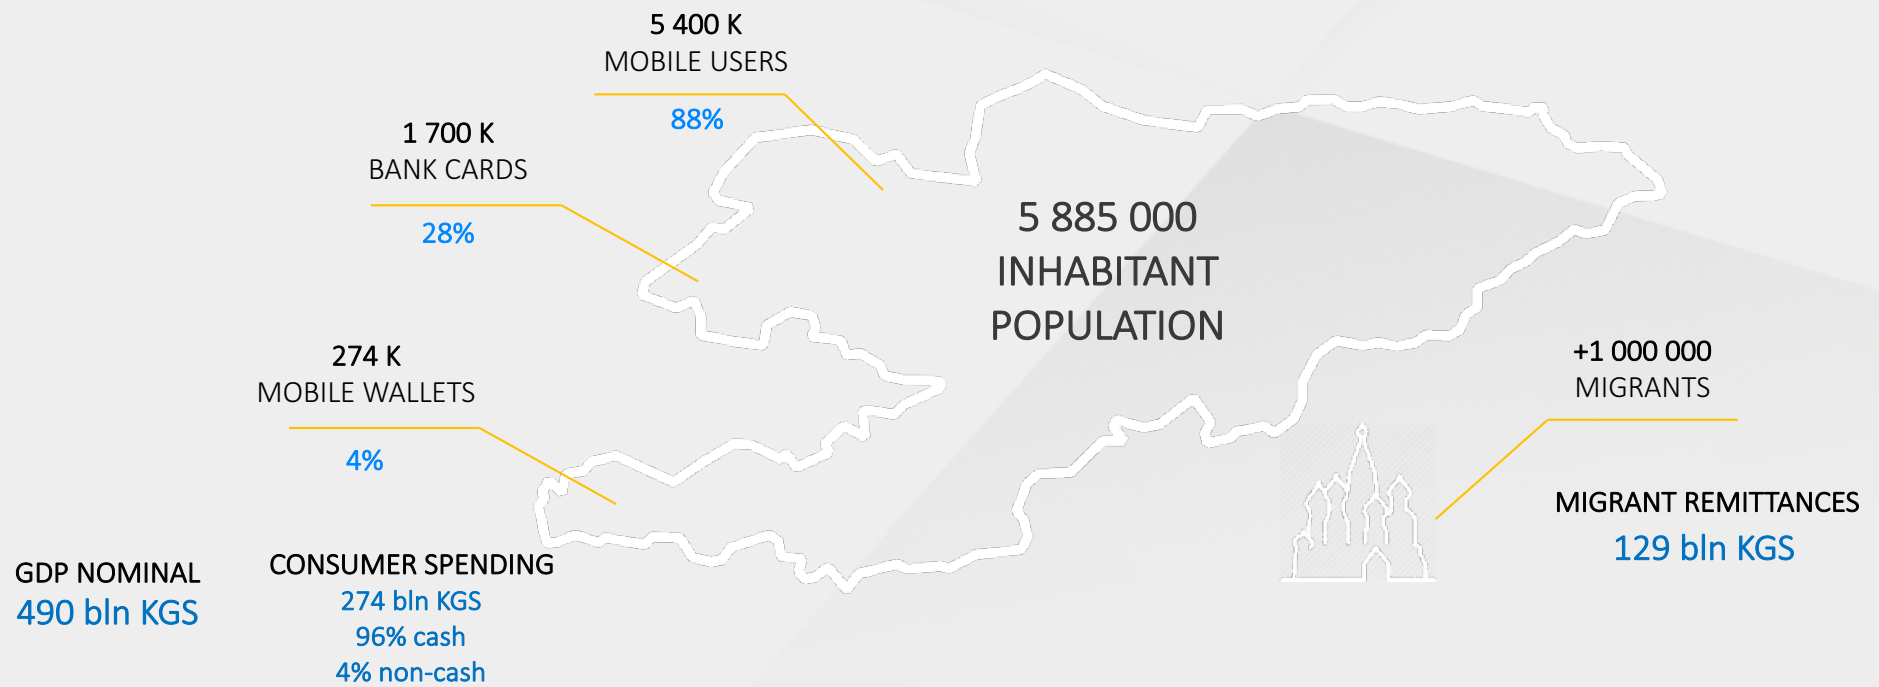 5 400 K
MOBILE USERS
88%
1 700 K
BANK CARDS
28%
5 885 000
INHABITANT
POPULATION
274 K
MOBILE WALLETS
4%
+1 000 000
MIGRANTS
MIGRANT REMITTANCES
129 bln KGS
GDP NOMINAL
490 bln KGS
CONSUMER SPENDING
274 bln KGS
96% cash
4% non-cash